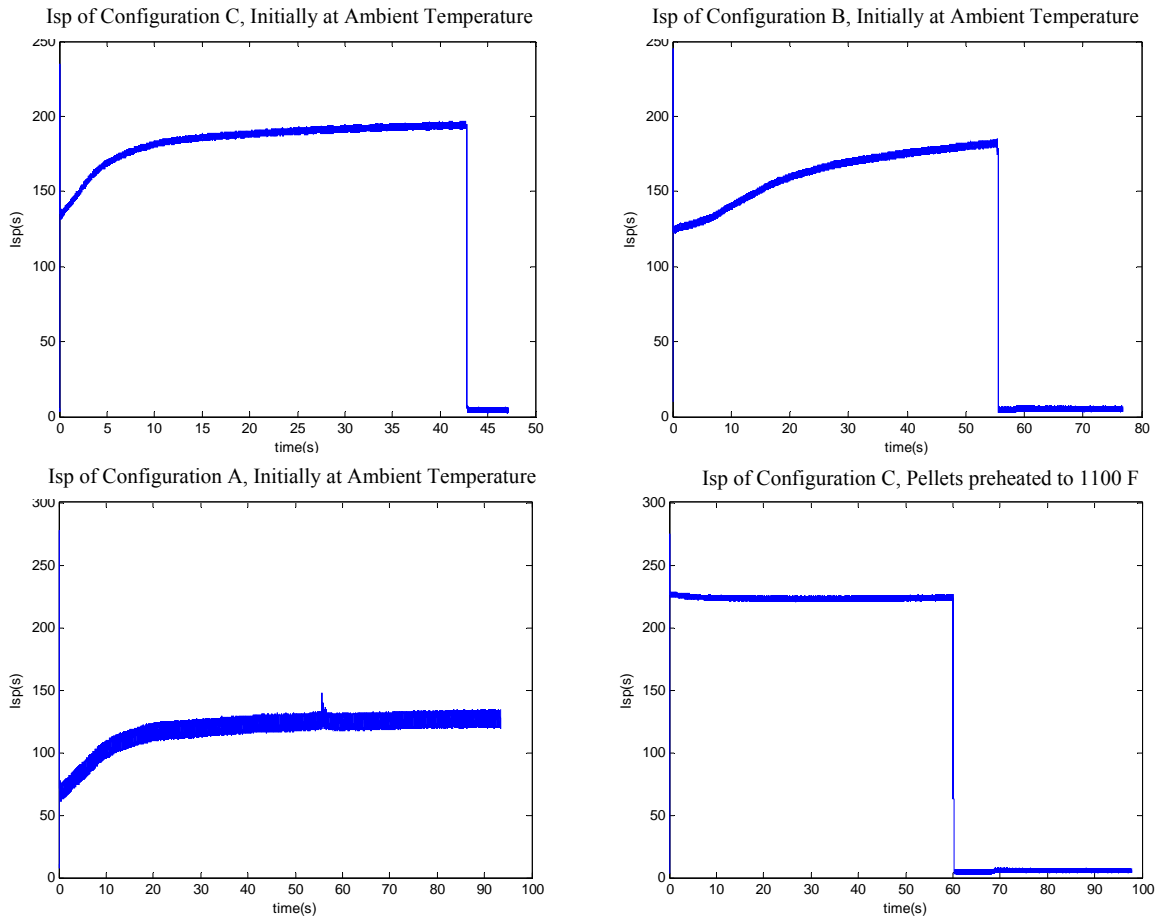 Isp of Configuration C, Initially at Ambient Temperature
250
200
150
100
50
0
Isp(s)
0 5 10 15 20 25 30 35 40 45 50
time(s)
Isp of Configuration B, Initially at Ambient Temperature
250
200
150
100
50
0
Isp(s)
0 10 20 30 40 50 60 70 80
time(s)
Isp of Configuration A, Initially at Ambient Temperature
300
250
200
150
100
50
0
Isp(s)
0 10 20 30 40 50 60 70 80 90 100
time(s)
Isp of Configuration C, Pellets preheated to 1100 F
300
250
200
150
100
50
0
Isp(s)
0 10 20 30 40 50 60 70 80 90 100
time(s)